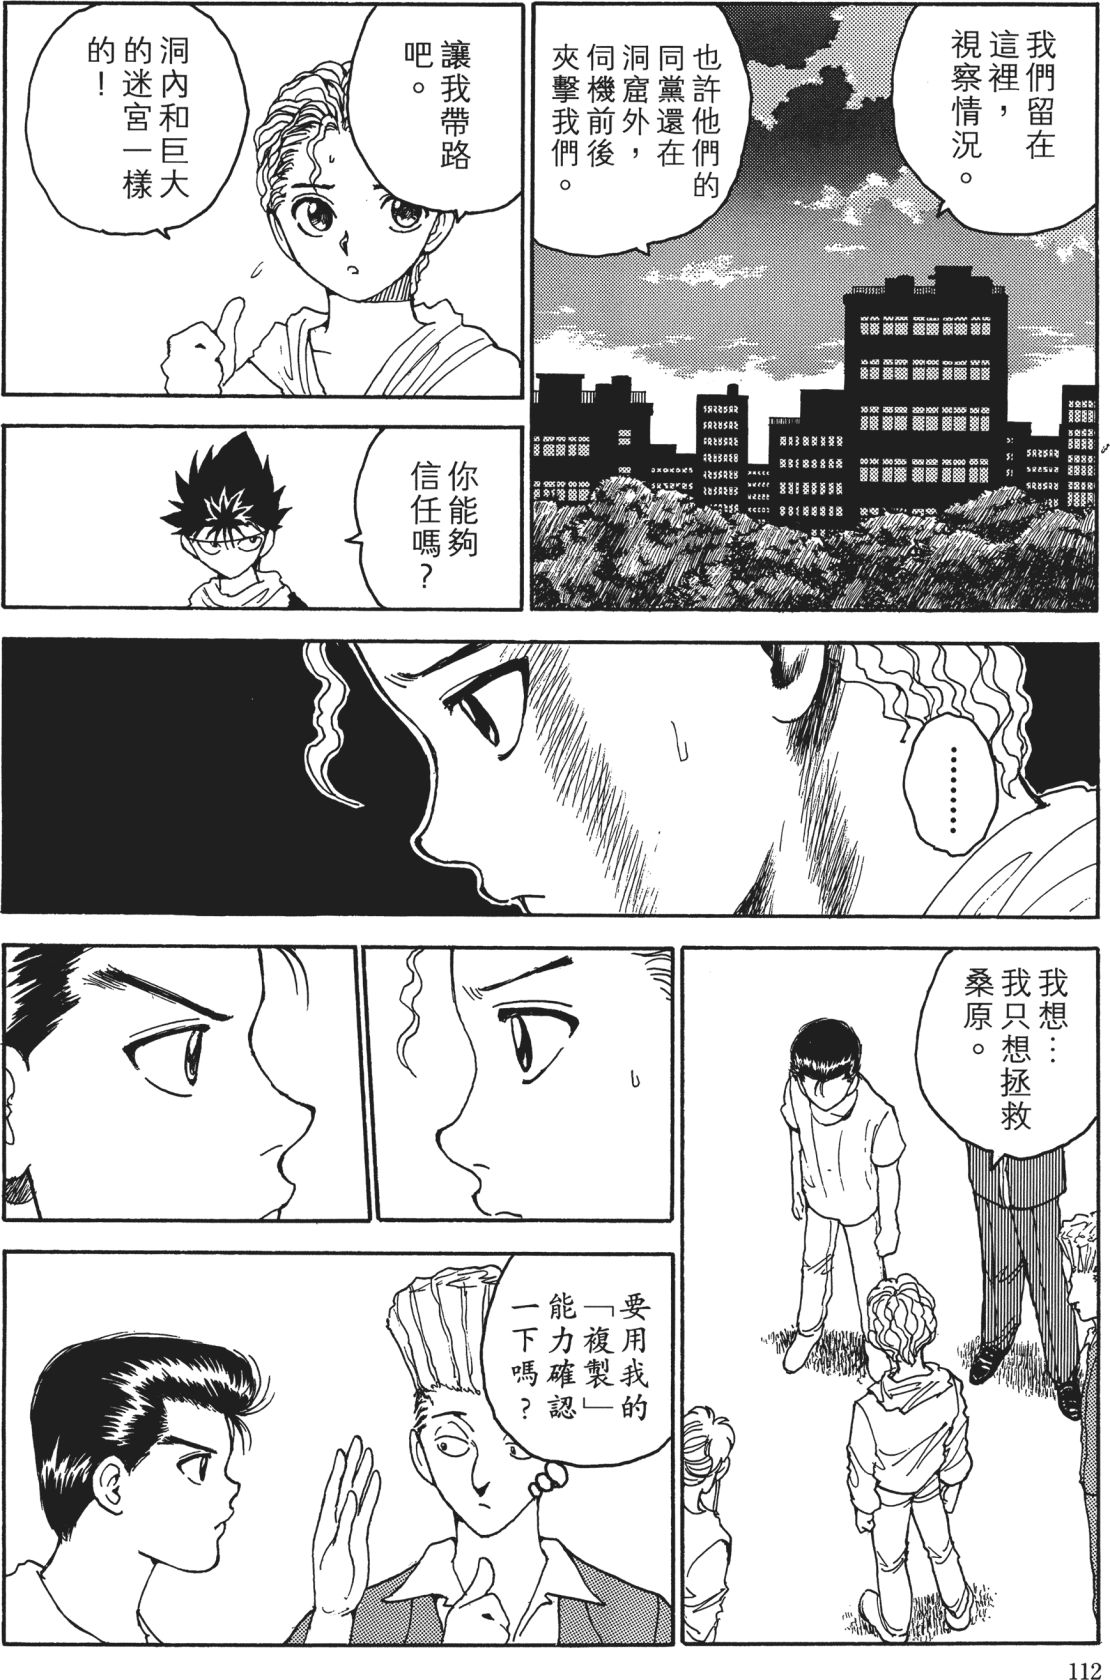 我們留在
這裡，
視察情況。
也許他們的
同黨還在
洞窟外，
伺機前後
夾擊我們。
讓我帶路
吧。
洞內和巨大
的迷宮一樣
的！
你能夠
信任嗎？
………
我想…
我只想拯救
桑原。
要用我的
「複製」
能力確認
一下嗎？
112